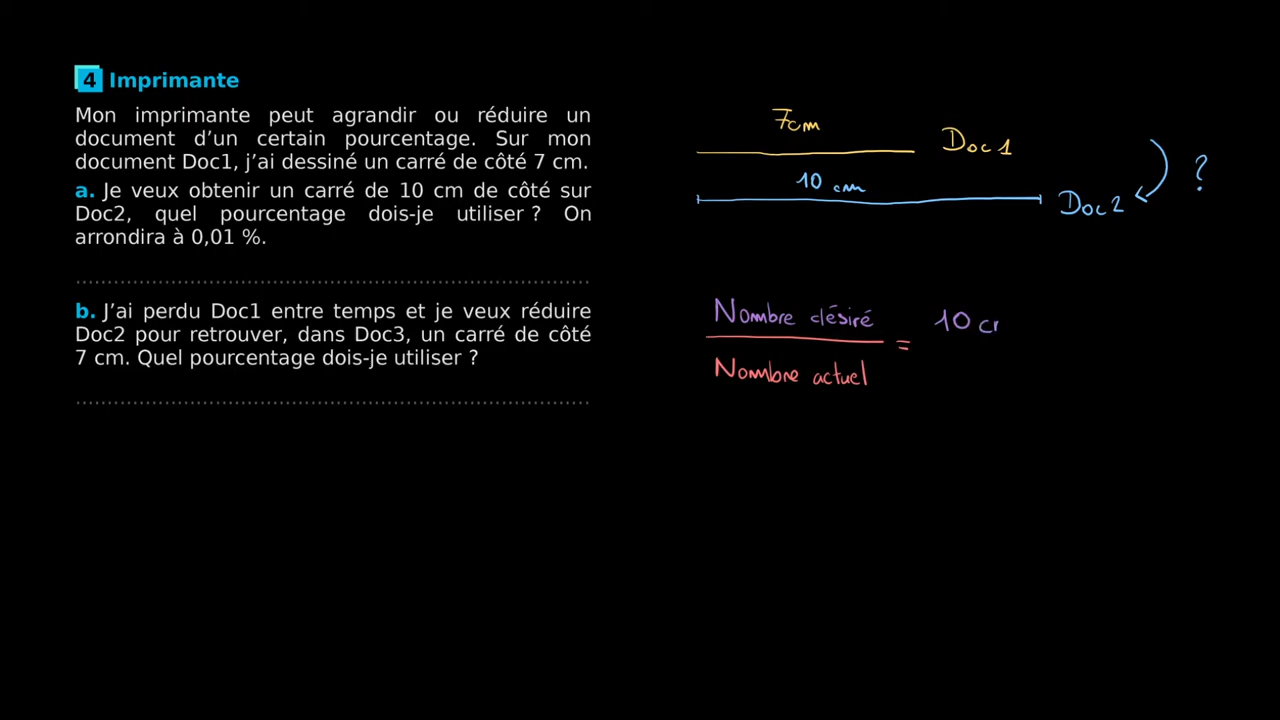 4 Imprimante
Mon imprimante peut agrandir ou réduire un
document d’un certain pourcentage. Sur mon
document Doc1, j’ai dessiné un carré de côté 7 cm.
a. Je veux obtenir un carré de 10 cm de côté sur
Doc2, quel pourcentage dois-je utiliser ? On
arrondira à 0,01 %.
b. J’ai perdu Doc1 entre temps et je veux réduire
Doc2 pour retrouver, dans Doc3, un carré de côté
7 cm. Quel pourcentage dois-je utiliser ?
7cm
Doc1
10 cm
Doc2
?
Nombre désiré
Nombre actuel
=
10 c